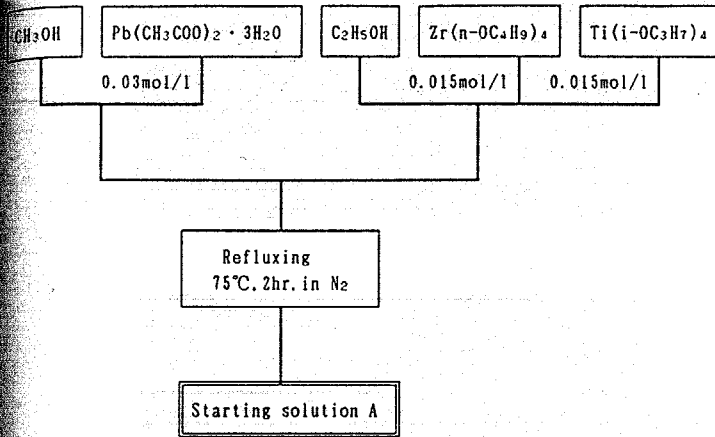 CH₃OH
Pb(CH₃COO)₂・3H₂O
C₂H₅OH
Zr(n-OC₄H₉)₄
Ti(i-OC₃H₇)₄
0.03mol/l
0.015mol/l
0.015mol/l
Refluxing
75℃.2hr.in N₂
Starting solution A